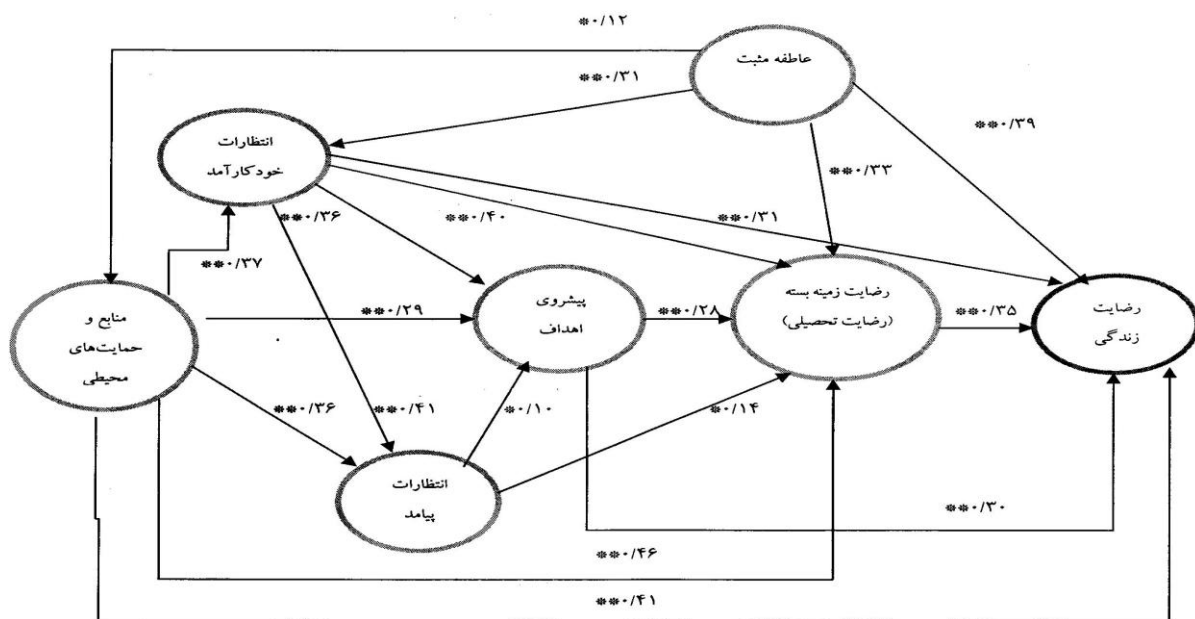 *۰/۱۲
عاطفه مثبت
**۰/۳۱
**۰/۳۹
انتظارات
خودکارآمد
**۰/۳۳
**۰/۳۶
**۰/۴۰
**۰/۳۱
**۰/۳۷
منابع و
حمایت‌های
محیطی
**۰/۲۹
پیشروی
اهداف
**۰/۲۸
رضایت زمینه بسته
(رضایت تحصیلی)
**۰/۳۵
رضایت
زندگی
**۰/۳۶
**۰/۴۱
*۰/۱۰
*۰/۱۴
انتظارات
پیامد
**۰/۳۰
**۰/۴۶
**۰/۴۱